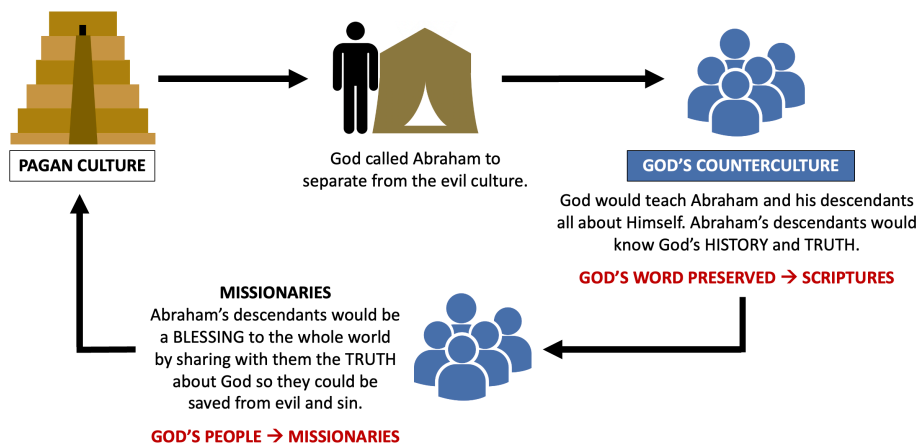 PAGAN CULTURE
God called Abraham to
separate from the evil culture.
GOD'S COUNTERCULTURE
God would teach Abraham and his descendants
all about Himself. Abraham's descendants would
know God's HISTORY and TRUTH.
GOD'S WORD PRESERVED → SCRIPTURES
MISSIONARIES
Abraham's descendants would be
a BLESSING to the whole world
by sharing with them the TRUTH
about God so they could be
saved from evil and sin.
GOD'S PEOPLE → MISSIONARIES